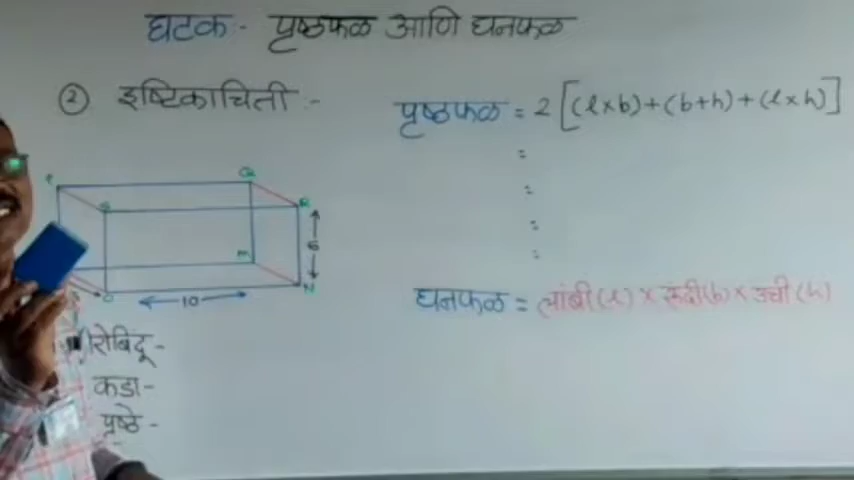 घटक:- पृष्ठफळ आणि घनफळ
② इष्टिकाचिती :-
पृष्ठफळ = 2 [(l×b)+(b+h)+(l×h)]
=
=
=
=
Q
S
R
6
M
N
10
घनफळ = लांबी (l) × रुंदी (b) × उंची (h)
शिरोबिंदू -
कडा -
पृष्ठे -